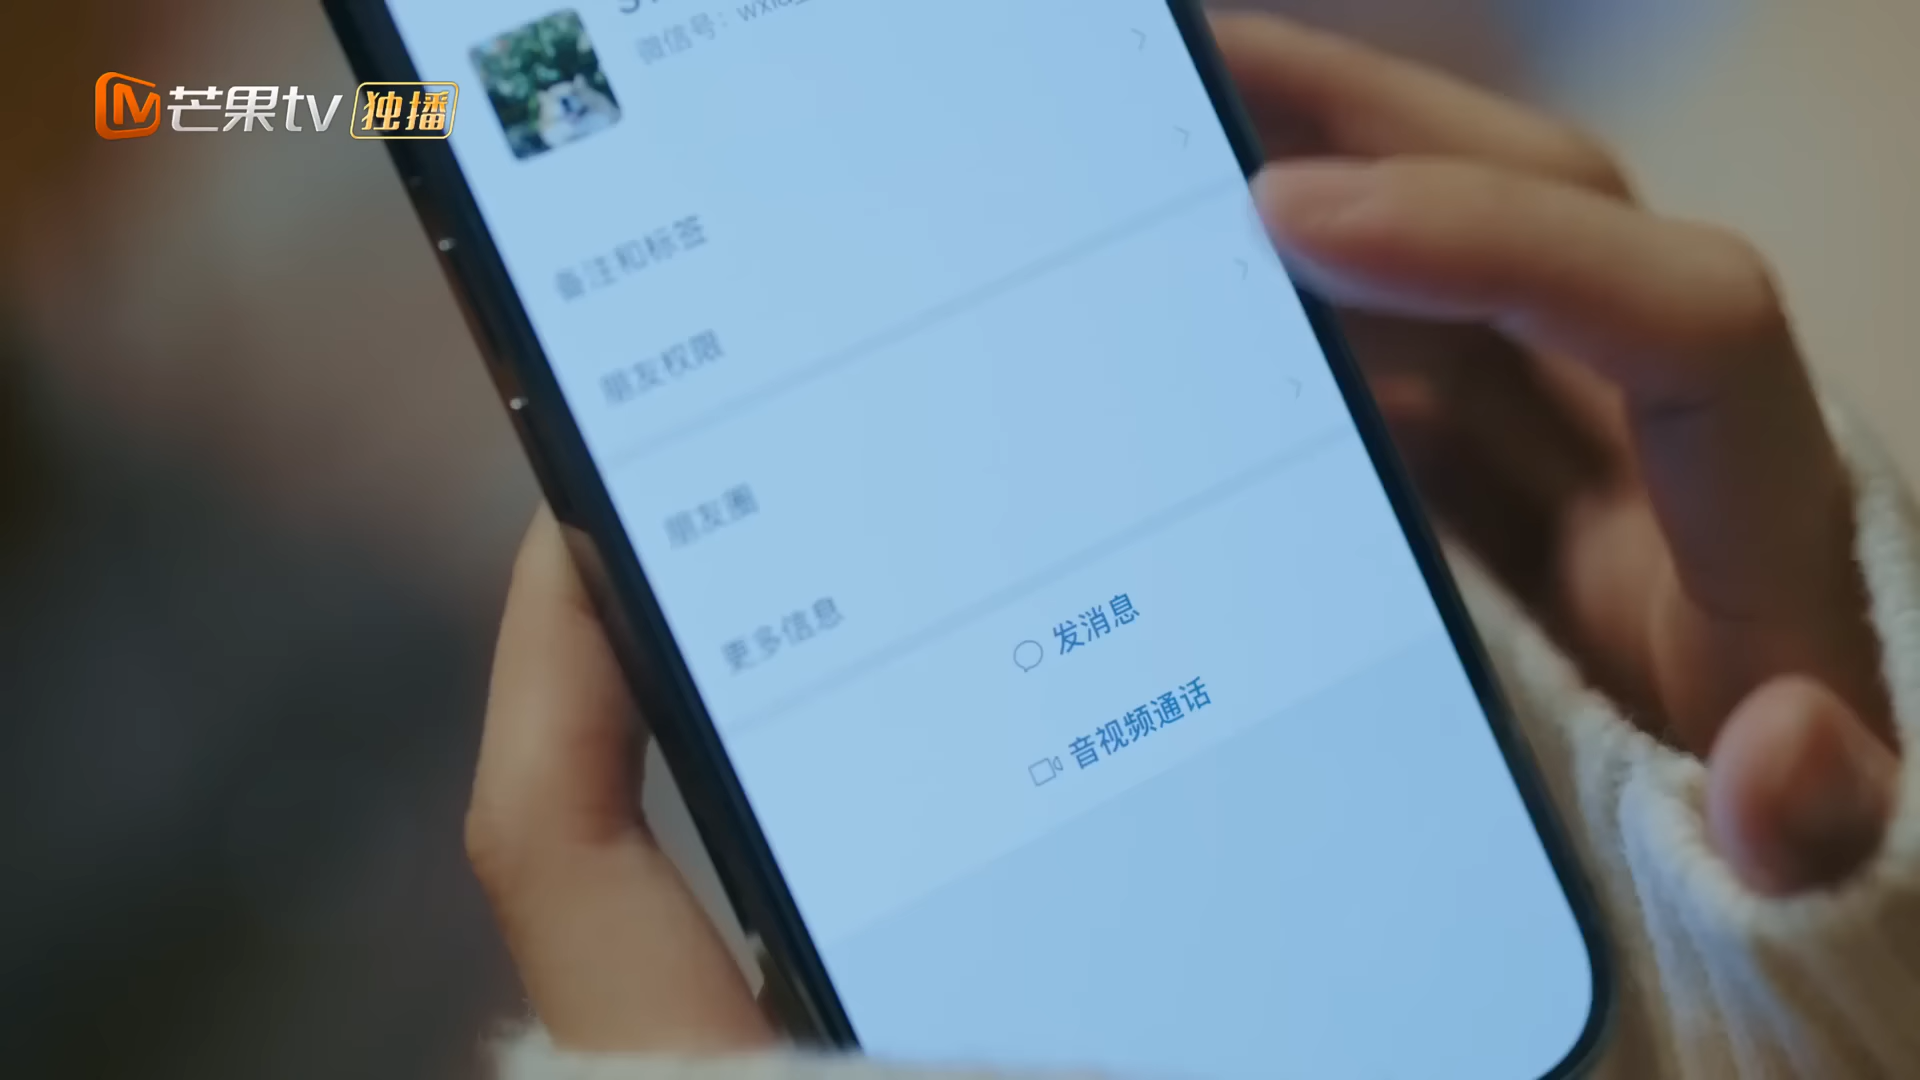 芒果tv 独播
微信号: wxid_
备注和标签
朋友权限
朋友圈
更多信息
发消息
音视频通话